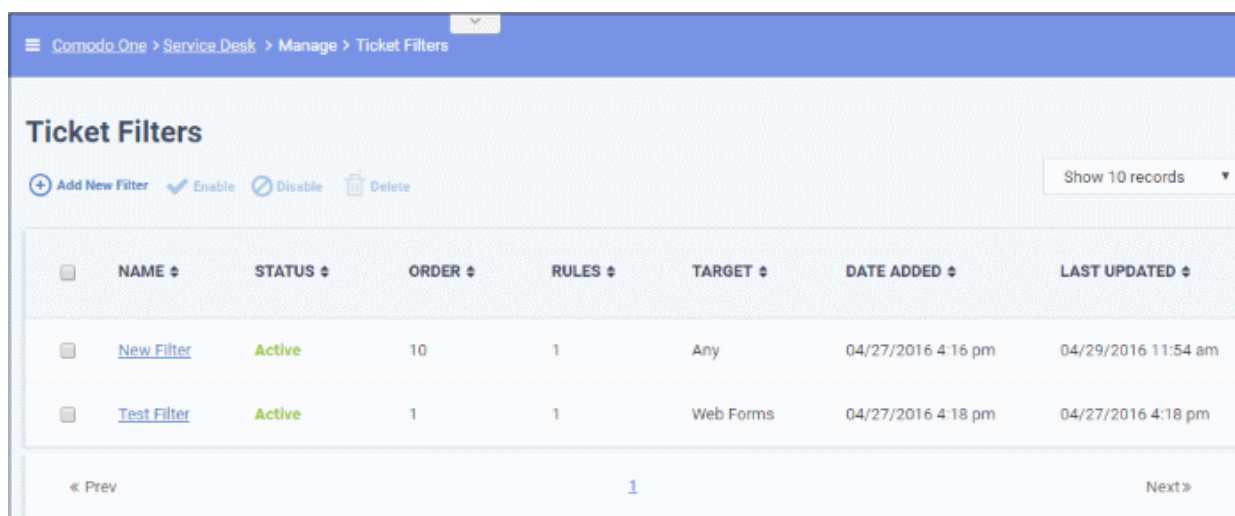 Comodo One > Service Desk > Manage > Ticket Filters
Ticket Filters
Add New Filter Enable Disable Delete
Show 10 records
NAME STATUS ORDER RULES TARGET DATE ADDED LAST UPDATED
New Filter Active 10 1 Any 04/27/2016 4:16 pm 04/29/2016 11:54 am
Test Filter Active 1 1 Web Forms 04/27/2016 4:18 pm 04/27/2016 4:18 pm
« Prev 1 Next»